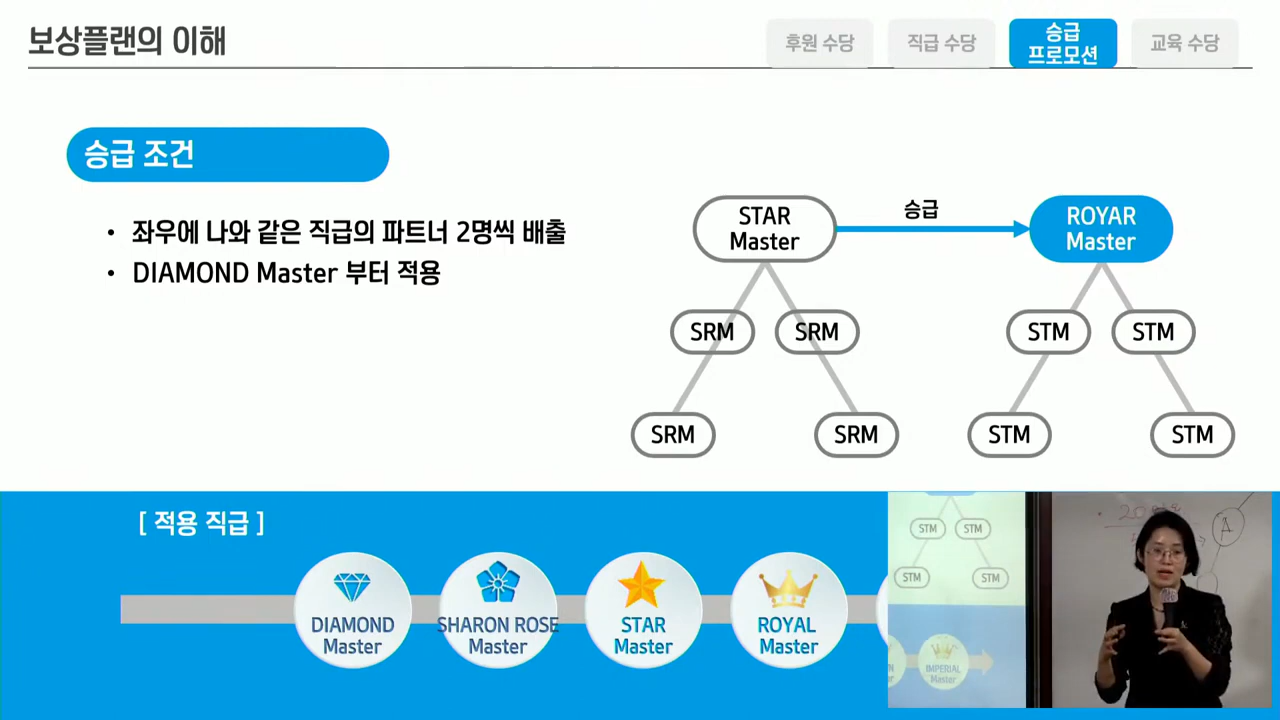 보상플랜의 이해
후원 수당
직급 수당
승급
프로모션
교육 수당
승급 조건
• 좌우에 나와 같은 직급의 파트너 2명씩 배출
• DIAMOND Master 부터 적용
STAR
Master
승급
ROYAR
Master
SRM
SRM
STM
STM
SRM
SRM
STM
STM
[ 적용 직급 ]
DIAMOND
Master
SHARON ROSE
Master
STAR
Master
ROYAL
Master
STM
STM
STM
STM
IMPERIAL
Master
A